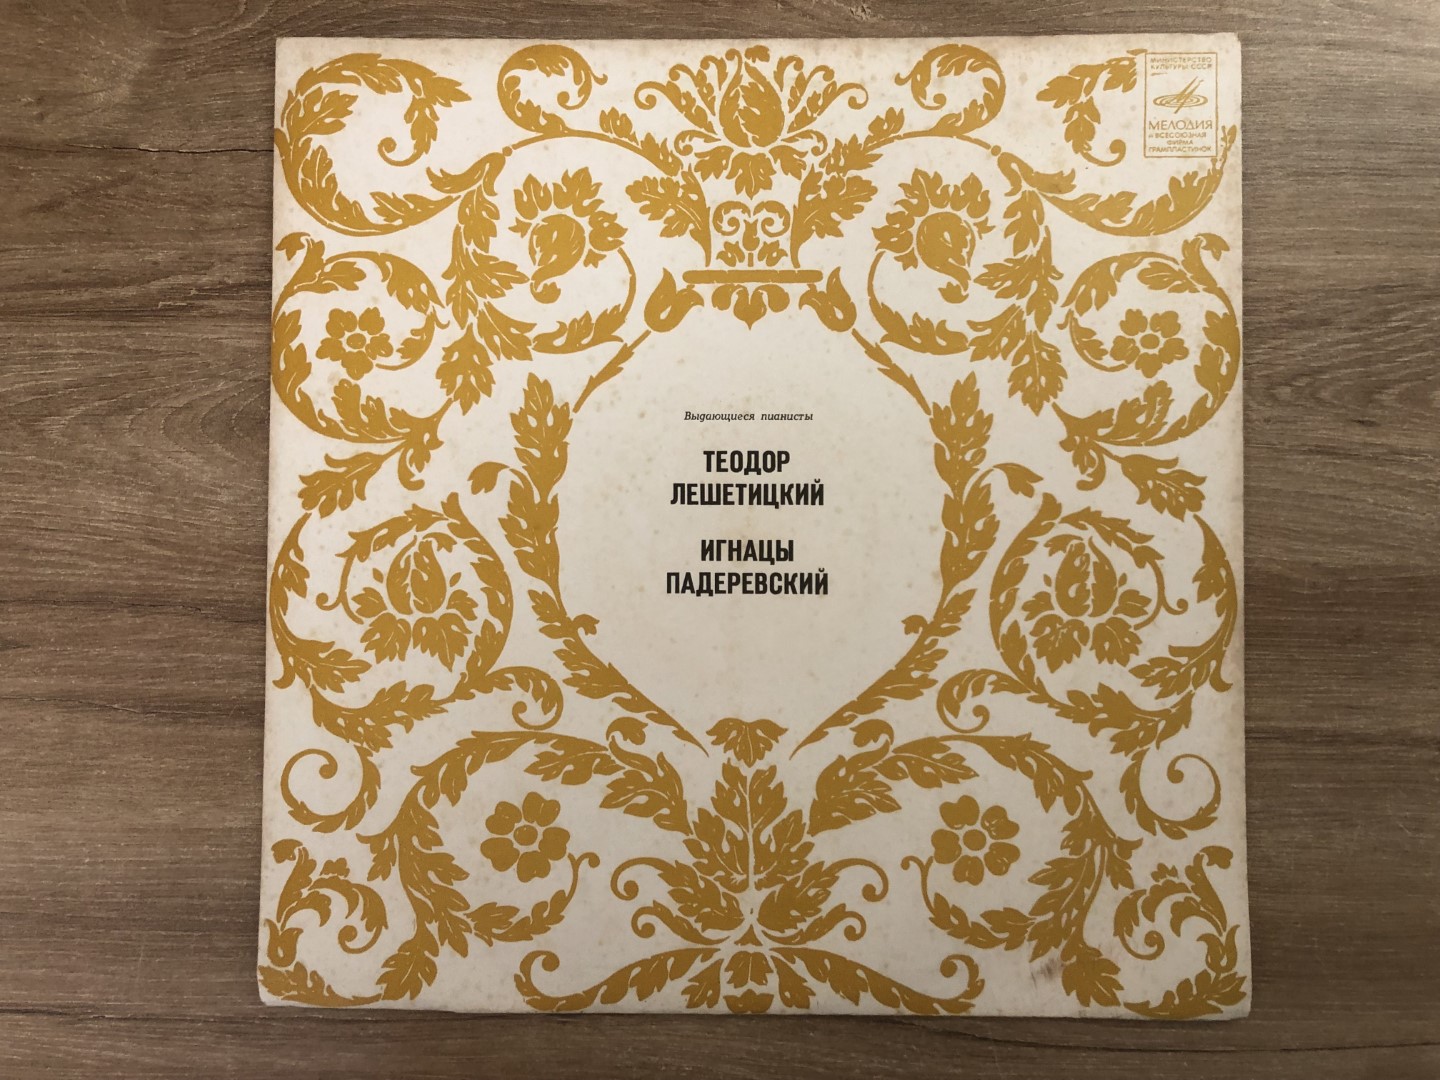 МИНИСТЕРСТВО
КУЛЬТУРЫ СССР
МЕЛОДИЯ
ВСЕСОЮЗНАЯ
ФИРМА
ГРАМПЛАСТИНОК
Выдающиеся пианисты
ТЕОДОР
ЛЕШЕТИЦКИЙ
ИГНАЦЫ
ПАДЕРЕВСКИЙ